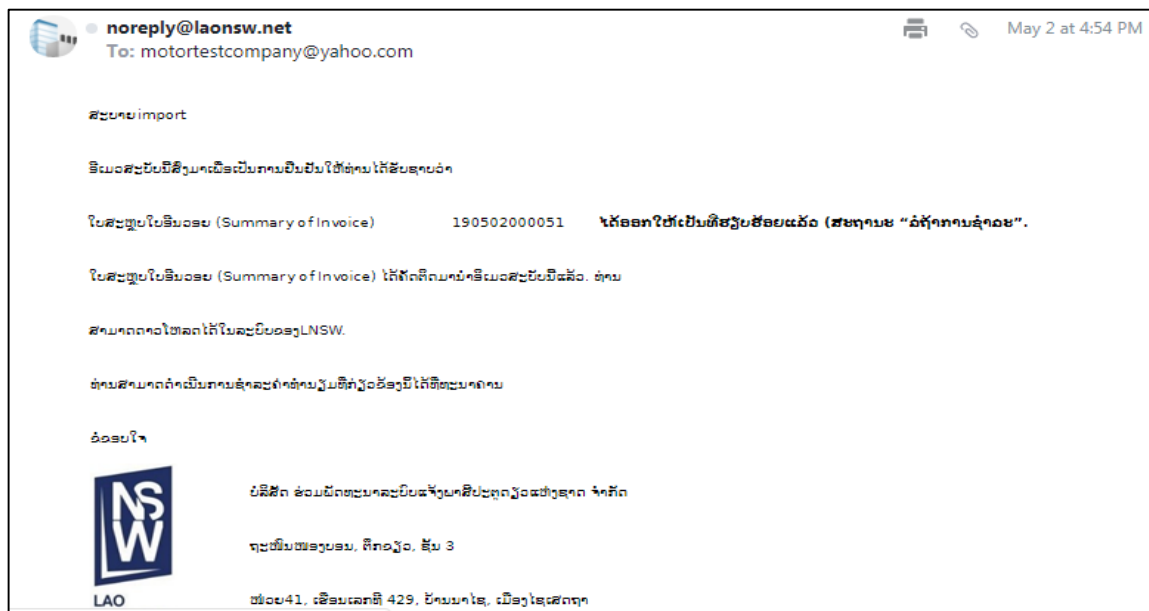 noreply@laonsw.net
May 2 at 4:54 PM
To: motortestcompany@yahoo.com
ສະບາຍimport
ອີເມວສະບັບນີ້ສົ່ງມາເພື່ອເປັນການຢືນຢັນໃຫ້ທ່ານໄດ້ຮັບຊາບວ່າ
ໃບສະຫຼຸບໃບອິນວອຍ (Summary of Invoice) 190502000051 ໄດ້ອອກໃຫ້ເປັນທີ່ຮຽບຮ້ອຍແລ້ວ (ສະຖານະ “ລໍຖ້າການຊໍາລະ”.
ໃບສະຫຼຸບໃບອິນວອຍ (Summary of Invoice) ໄດ້ຄັດຕິດມານໍາອີເມວສະບັບນີ້ແລ້ວ. ທ່ານ
ສາມາດດາວໂຫລດໄດ້ໃນລະບົບຂອງLNSW.
ທ່ານສາມາດດໍາເນີນການຊໍາລະຄ່າທໍານຽມທີ່ກ່ຽວຂ້ອງນີ້ໄດ້ທີ່ທະນາຄານ
ຂໍຂອບໃຈ
NSW
LAO
ບໍລິສັດ ຮ່ວມພັດທະນາລະບົບແຈ້ງພາສີປະຕູດຽວແຫ່ງຊາດ ຈໍາກັດ
ຖະໜົນໜອງບອນ, ຕຶກຂຽວ, ຊັ້ນ 3
ໜ່ວຍ41, ເຮືອນເລກທີ 429, ບ້ານນາໄຊ, ເມືອງໄຊເສດຖາ